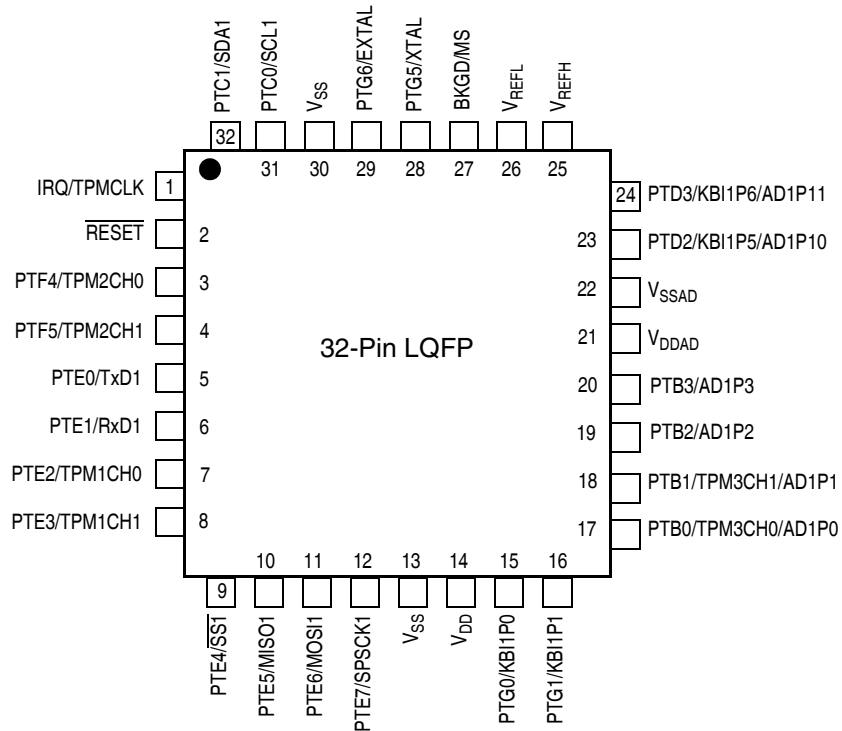 PTC1/SDA1
PTC0/SCL1
VSS
PTG6/EXTAL
PTG5/XTAL
BKGD/MS
VREFL
VREFH
32
31
30
29
28
27
26
25
IRQ/TPMCLK
1
RESET
2
PTF4/TPM2CH0
3
PTF5/TPM2CH1
4
PTE0/TxD1
5
PTE1/RxD1
6
PTE2/TPM1CH0
7
PTE3/TPM1CH1
8
32-Pin LQFP
24
PTD3/KBI1P6/AD1P11
23
PTD2/KBI1P5/AD1P10
22
VSSAD
21
VDDAD
20
PTB3/AD1P3
19
PTB2/AD1P2
18
PTB1/TPM3CH1/AD1P1
17
PTB0/TPM3CH0/AD1P0
9
10
11
12
13
14
15
16
PTE4/SS1
PTE5/MISO1
PTE6/MOSI1
PTE7/SPSCK1
VSS
VDD
PTG0/KBI1P0
PTG1/KBI1P1